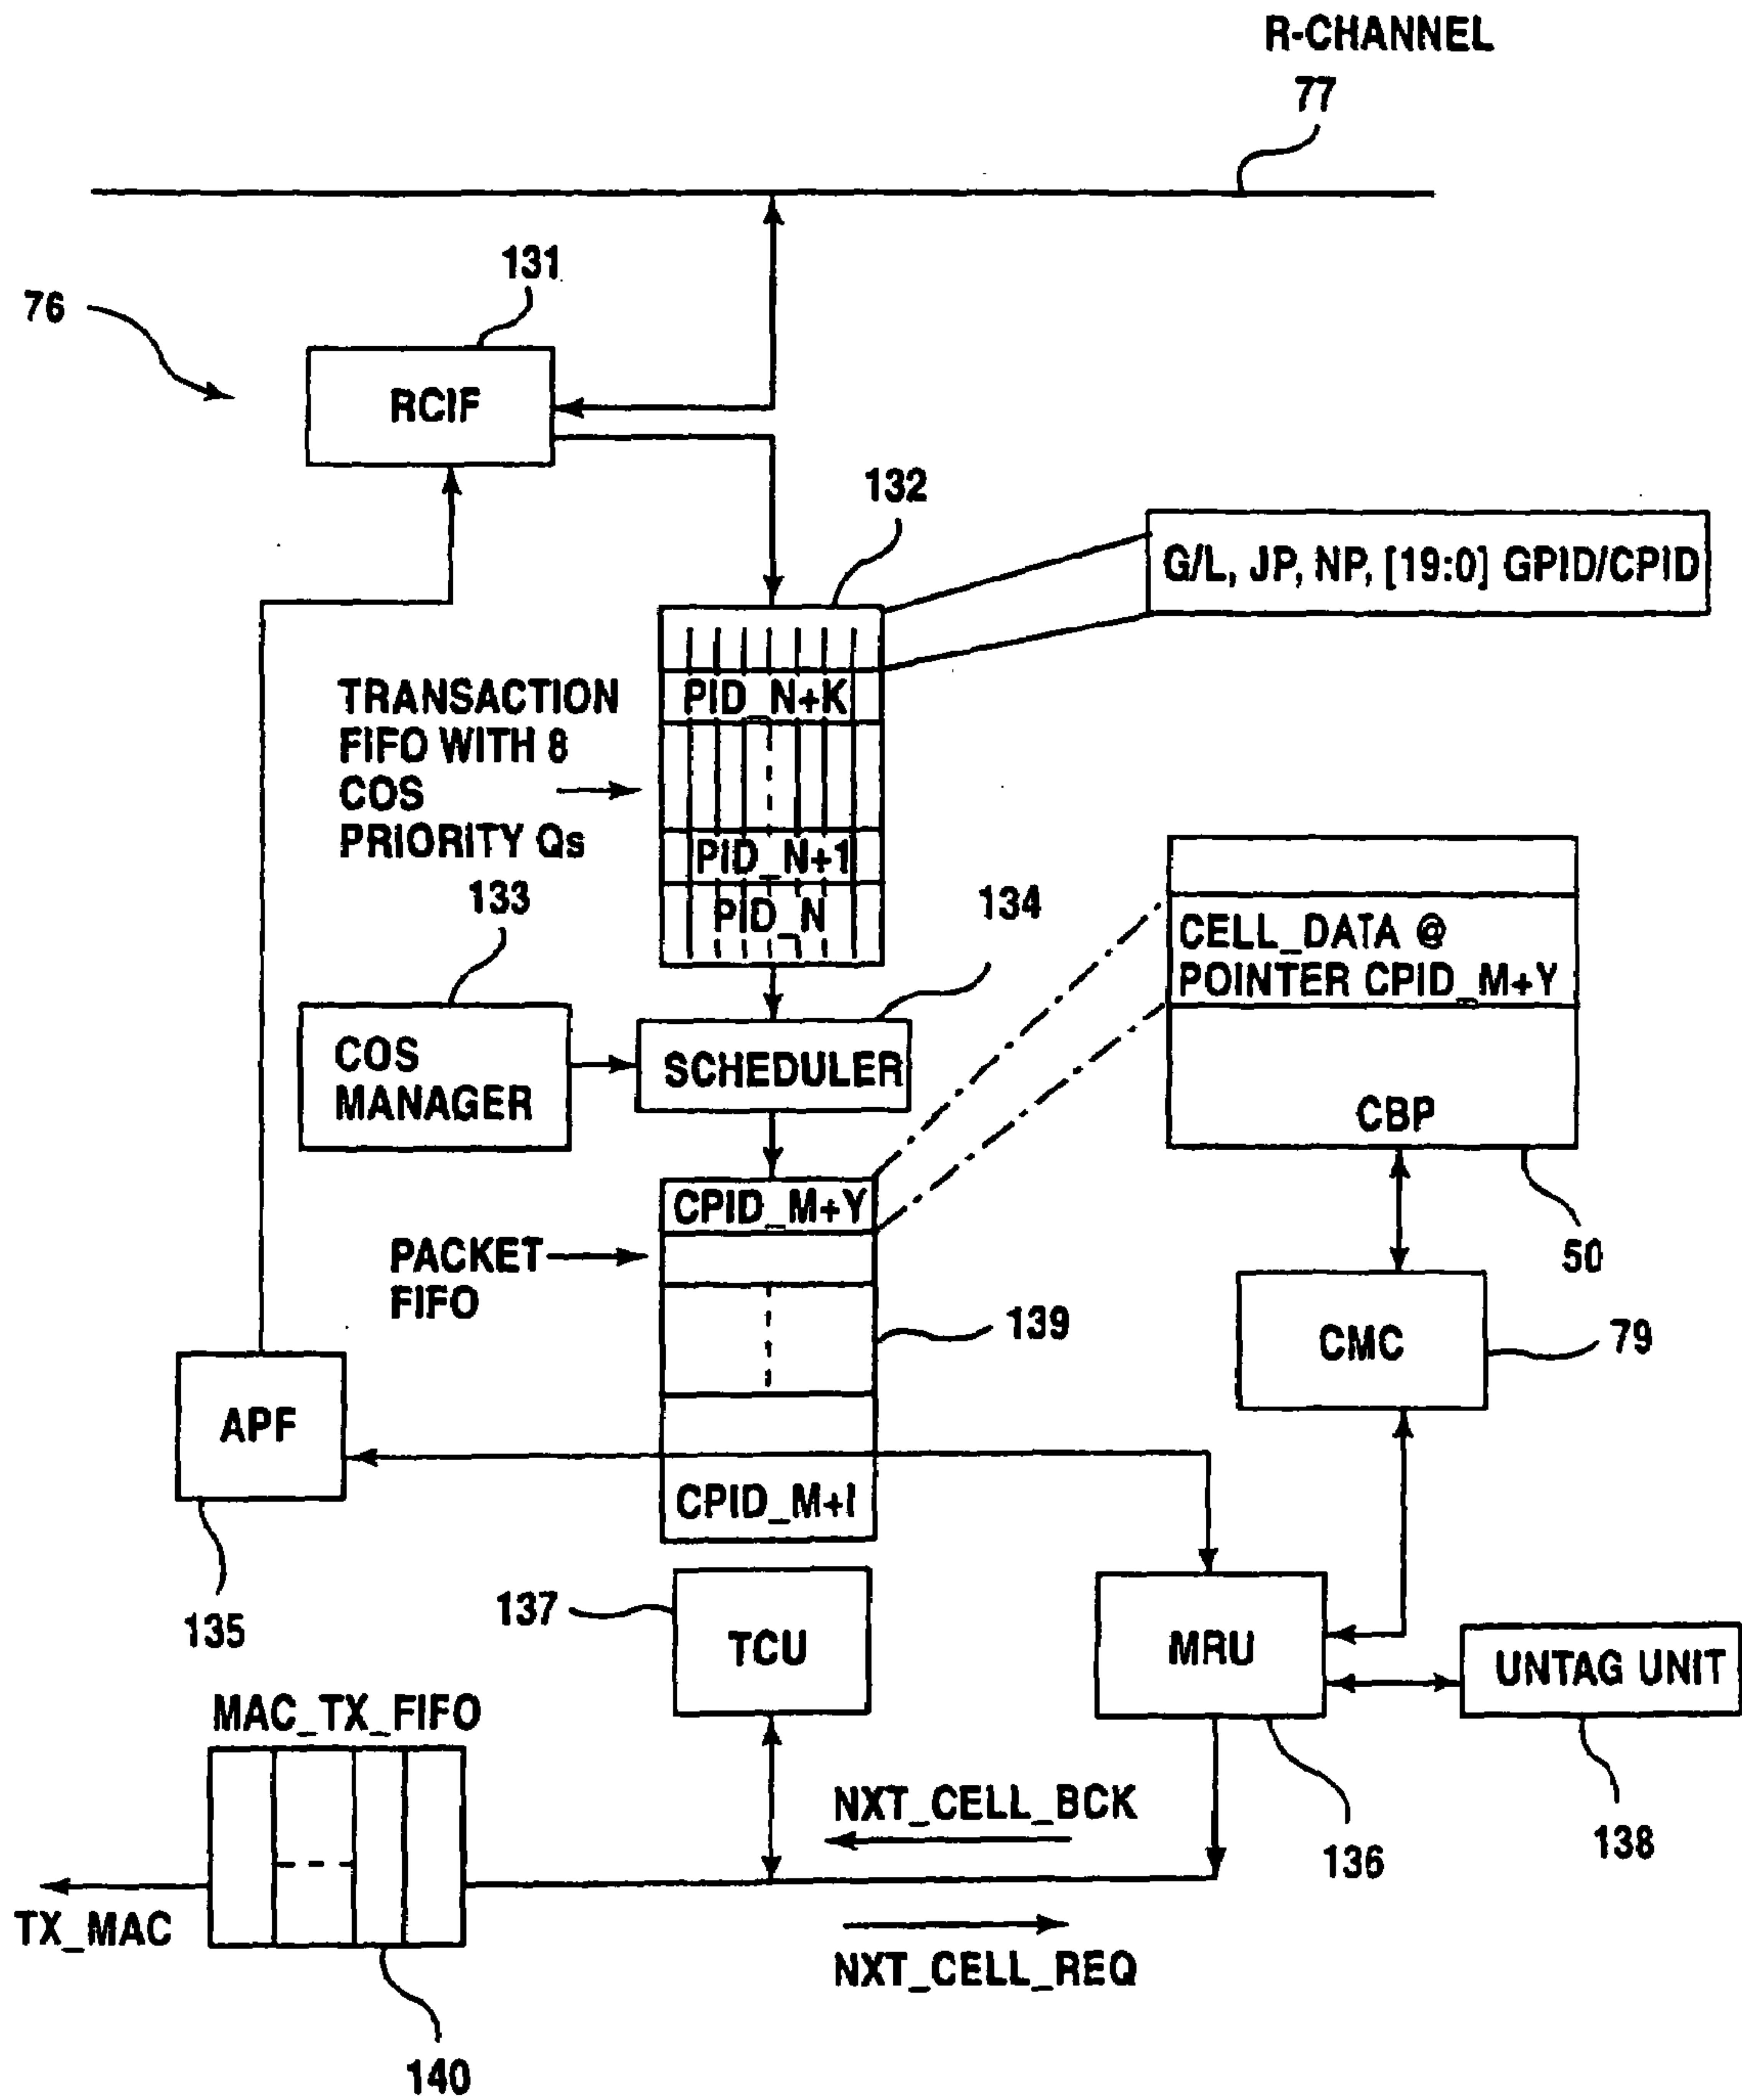 R-CHANNEL
77
131
76
RCIF
132
G/L, JP, NP, [19:0] GPID/CPID
TRANSACTION
FIFO WITH 8
COS
PRIORITY Qs
PID_N+K
PID_N+1
PID_N
133
134
CELL_DATA @
POINTER CPID_M+Y
COS
MANAGER
SCHEDULER
CBP
CPID_M+Y
PACKET
FIFO
50
139
CMC
79
APF
CPID_M+I
135
137
TCU
MRU
UNTAG UNIT
MAC_TX_FIFO
NXT_CELL_BCK
136
138
TX_MAC
NXT_CELL_REQ
140